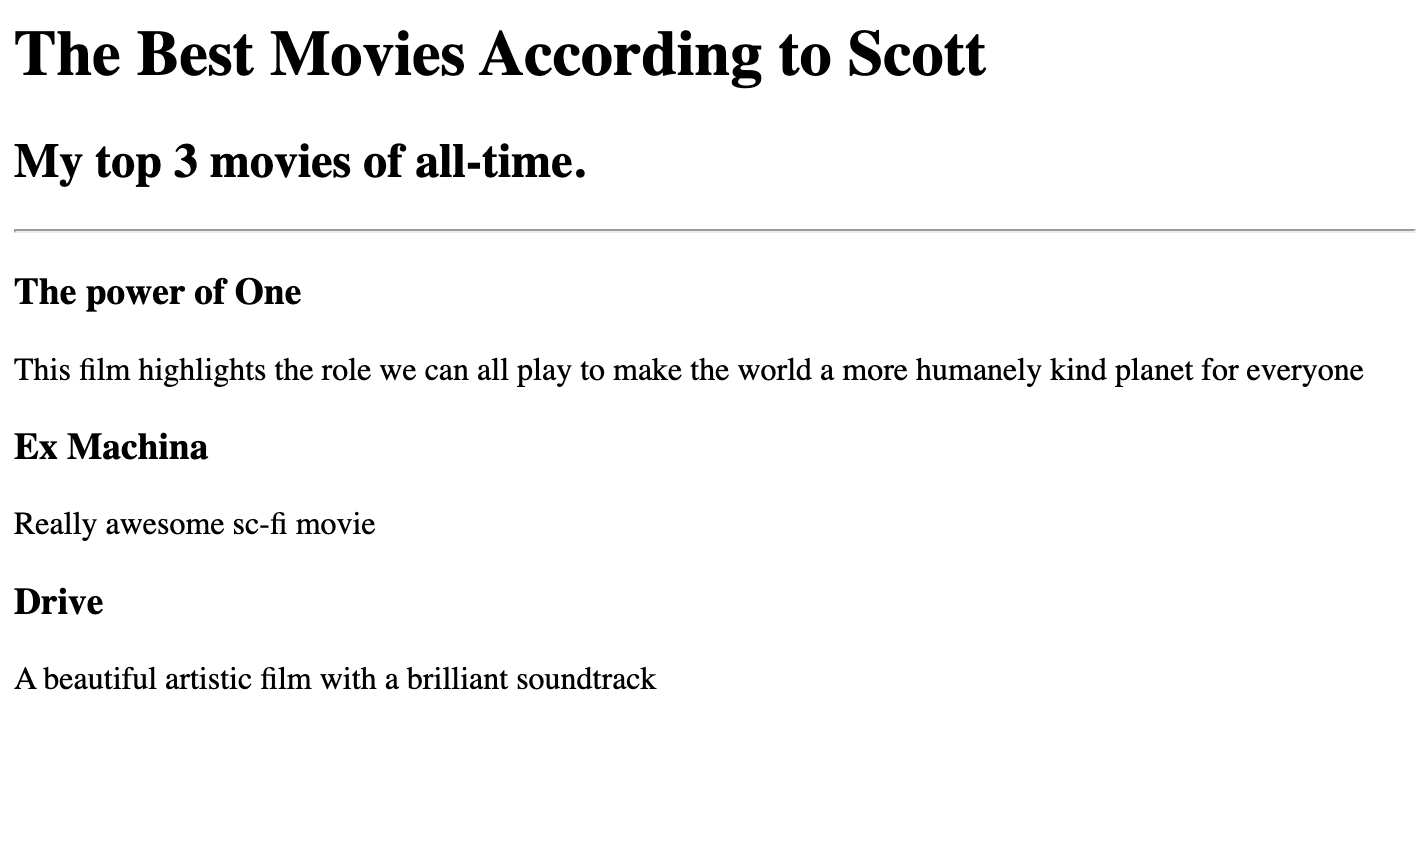 The Best Movies According to Scott
My top 3 movies of all-time.
The power of One
This film highlights the role we can all play to make the world a more humanely kind planet for everyone
Ex Machina
Really awesome sc-fi movie
Drive
A beautiful artistic film with a brilliant soundtrack